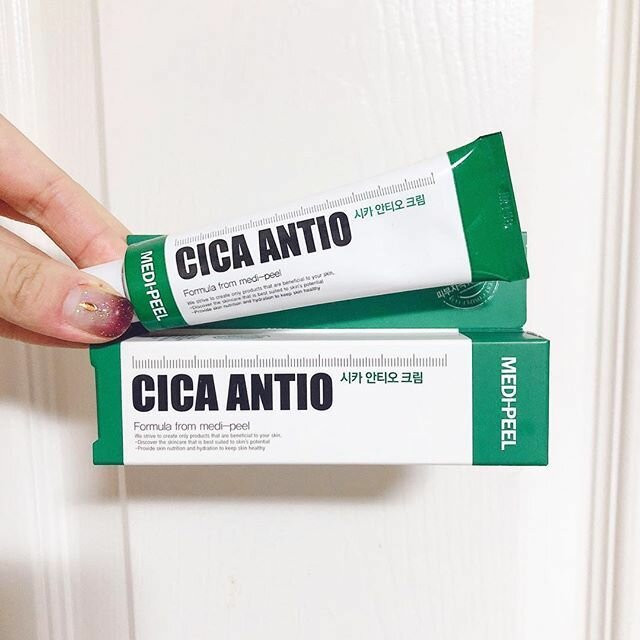 CICA ANTIO 시카 안티오 크림
MEDI-PEEL
Formula from medi-peel
We strive to create only products that are beneficial to your skin,
-Discover the skincare that is best suited to skin's potential
-Provide skin nutrition and hydration to keep skin healthy
CICA ANTIO 시카 안티오 크림
MEDI-PEEL
Formula from medi-peel
We strive to create only products that are beneficial to your skin,
-Discover the skincare that is best suited to skin's potential
-Provide skin nutrition and hydration to keep skin healthy